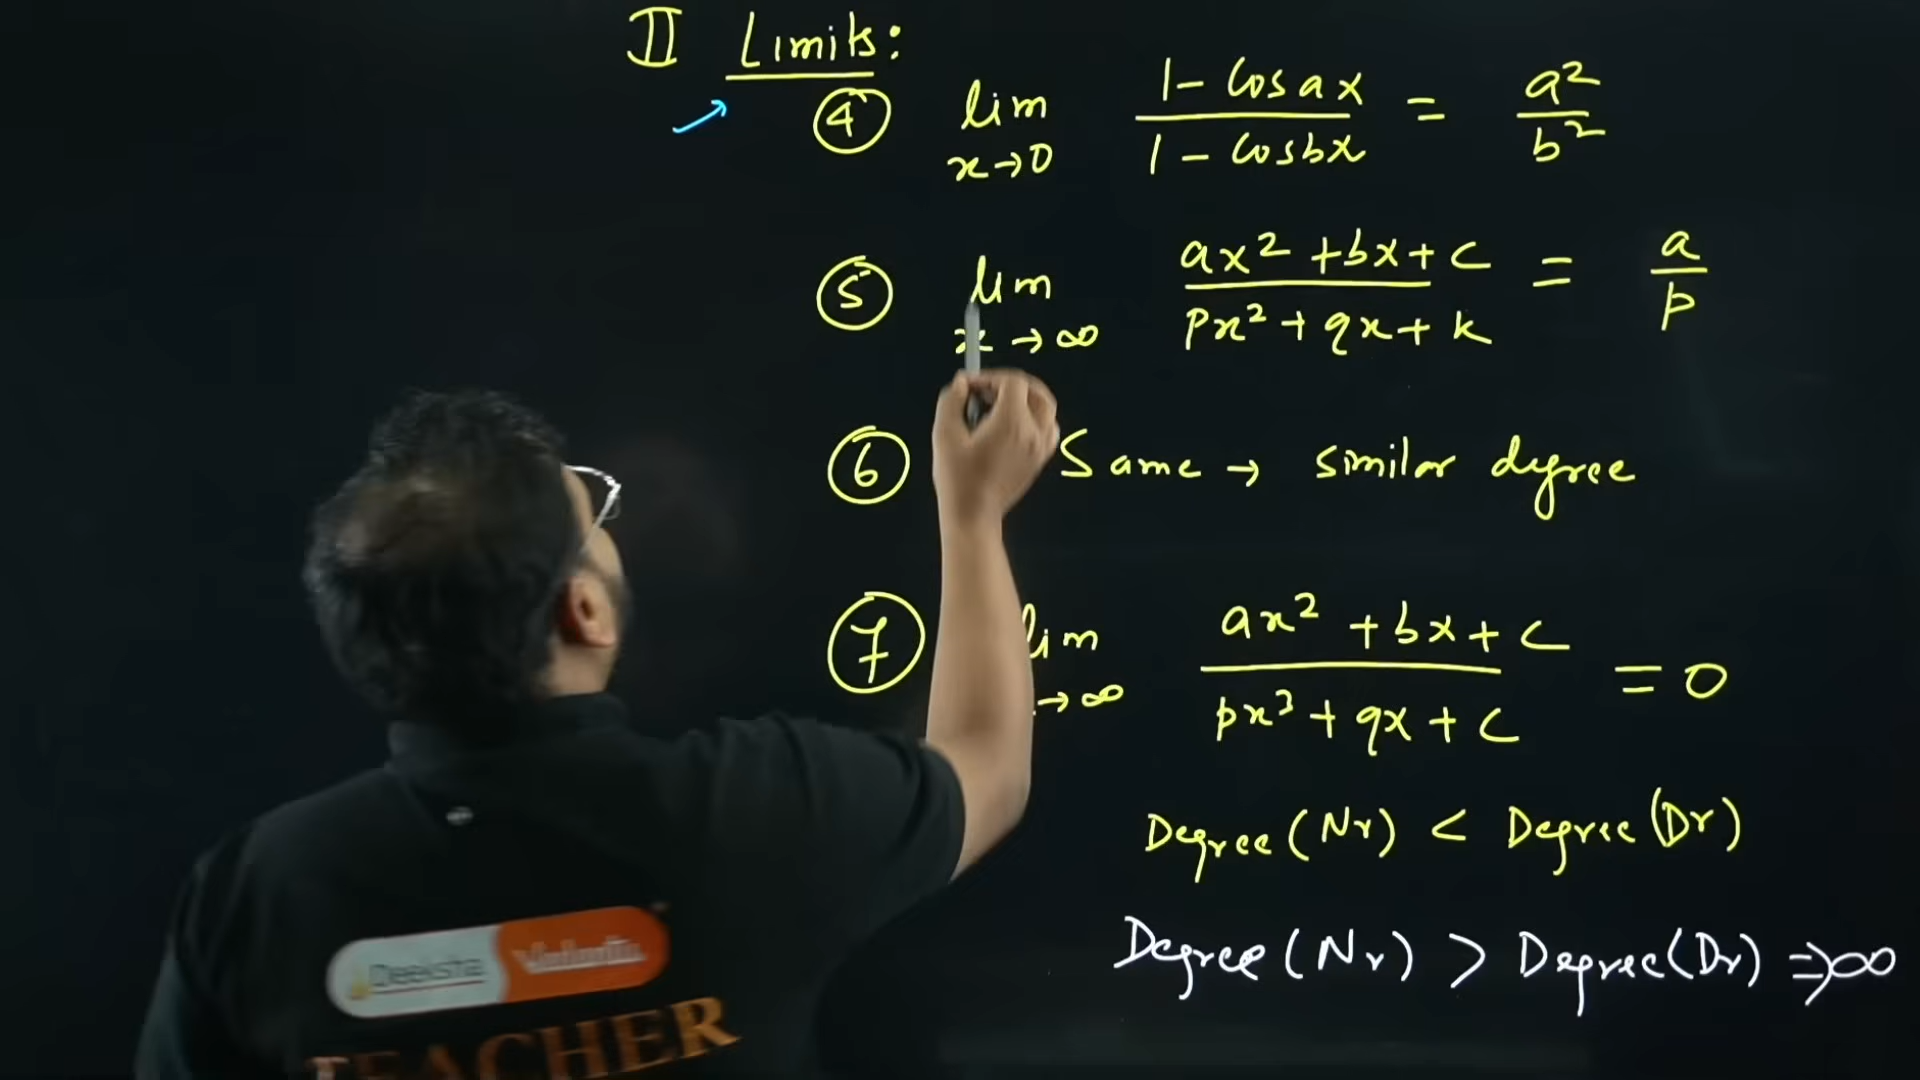 II Limits:
④ lim x→0 (1 - cos ax)/(1 - cos bx) = a²/b²
⑤ lim x→∞ (ax² + bx + c)/(px² + qx + k) = a/p
⑥ Same → similar degree
⑦ lim →∞ (ax² + bx + c)/(px³ + qx + c) = 0
Degree (Nr) < Degree (Dr)
Degree (Nr) > Degree (Dr) ⇒ ∞
Deeksha Vedantu
TEACHER